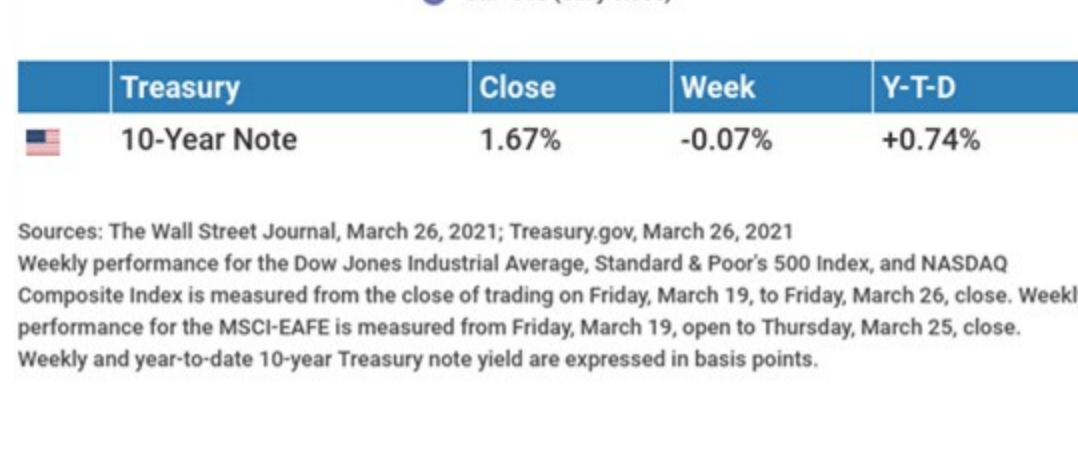 Treasury Close Week Y-T-D
10-Year Note 1.67% -0.07% +0.74%
Sources: The Wall Street Journal, March 26, 2021; Treasury.gov, March 26, 2021
Weekly performance for the Dow Jones Industrial Average, Standard & Poor's 500 Index, and NASDAQ
Composite Index is measured from the close of trading on Friday, March 19, to Friday, March 26, close. Weekl
performance for the MSCI-EAFE is measured from Friday, March 19, open to Thursday, March 25, close.
Weekly and year-to-date 10-year Treasury note yield are expressed in basis points.